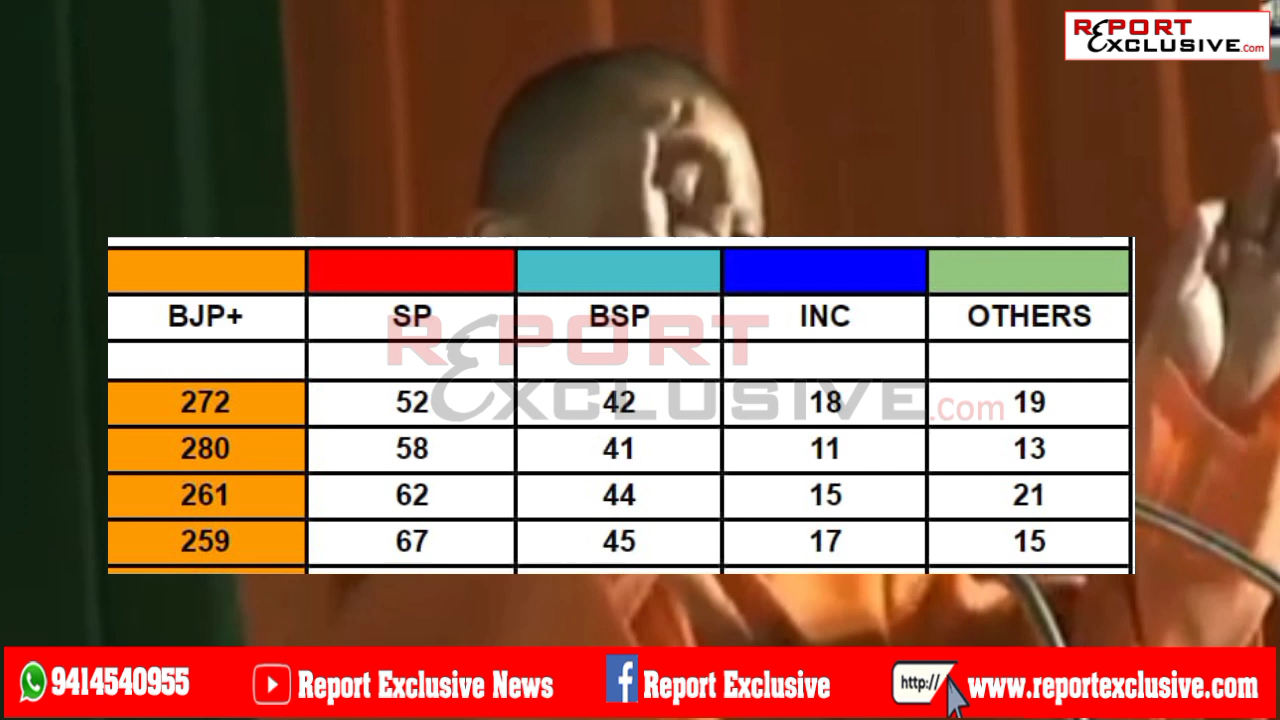 REPORT
EXCLUSIVE.com
BJP+ SP BSP INC OTHERS
REPORT
EXCLUSIVE.com
272 52 42 18 19
280 58 41 11 13
261 62 44 15 21
259 67 45 17 15
9414540955 Report Exclusive News f Report Exclusive http:// www.reportexclusive.com